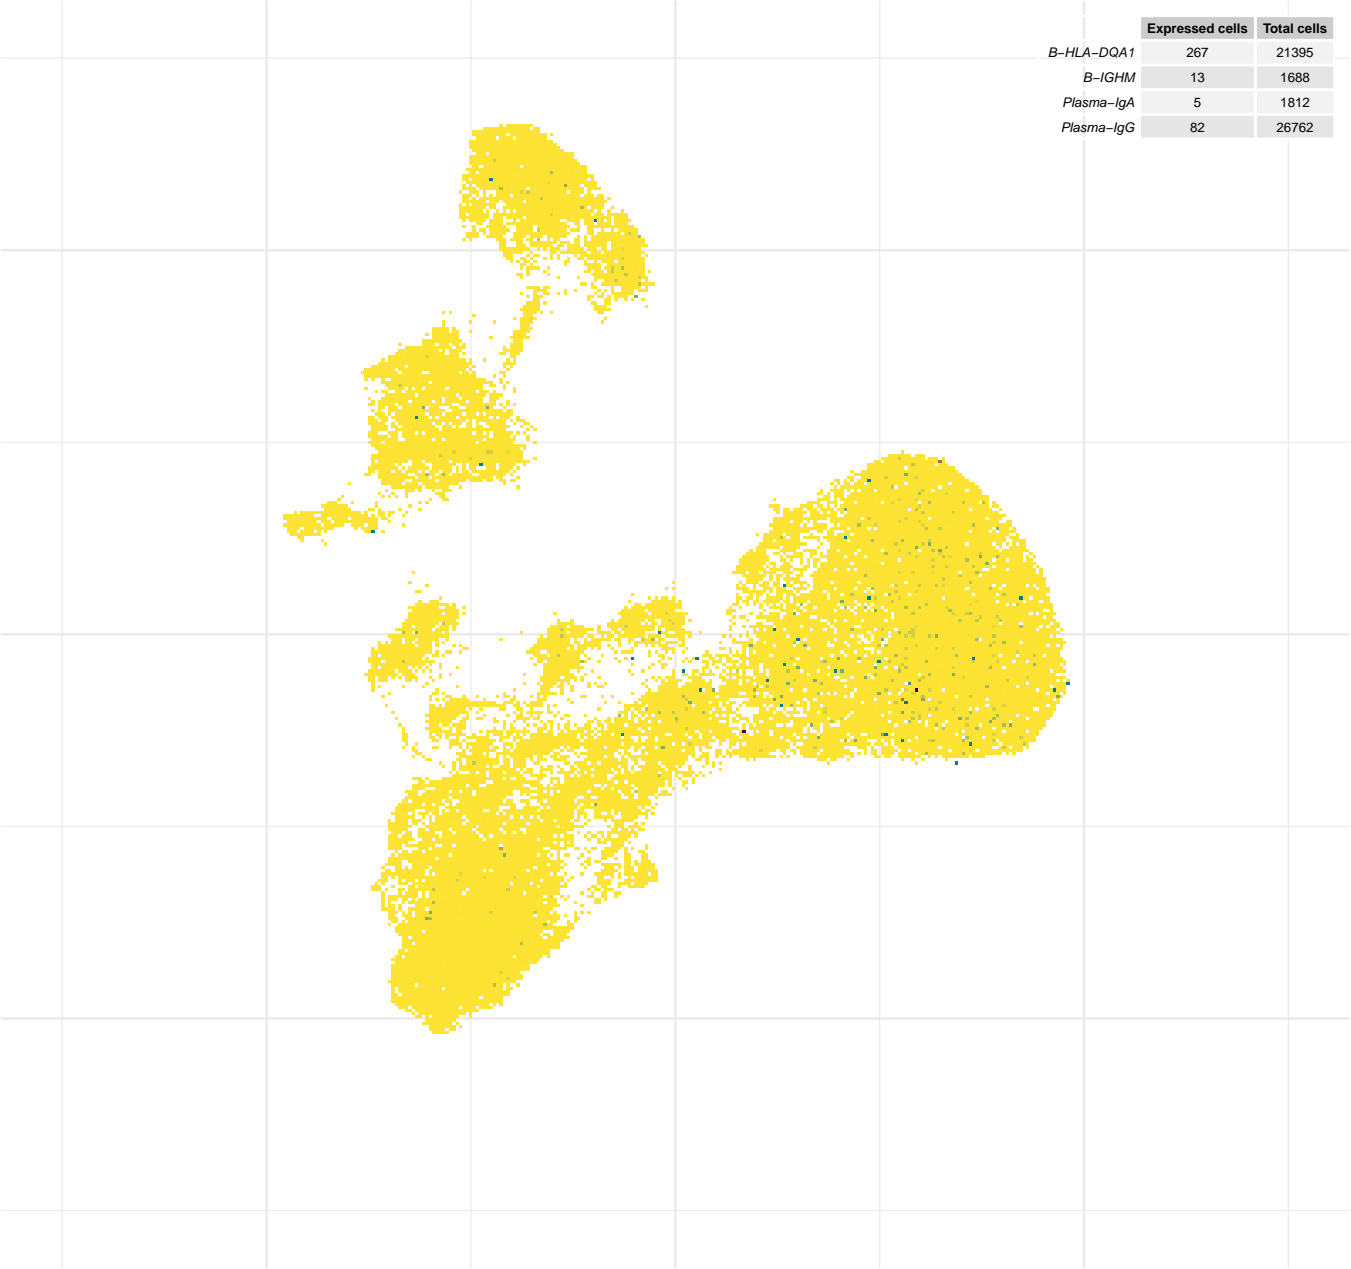 Expressed cells Total cells
B−HLA−DQA1 267 21395
B−IGHM 13 1688
Plasma−IgA 5 1812
Plasma−IgG 82 26762